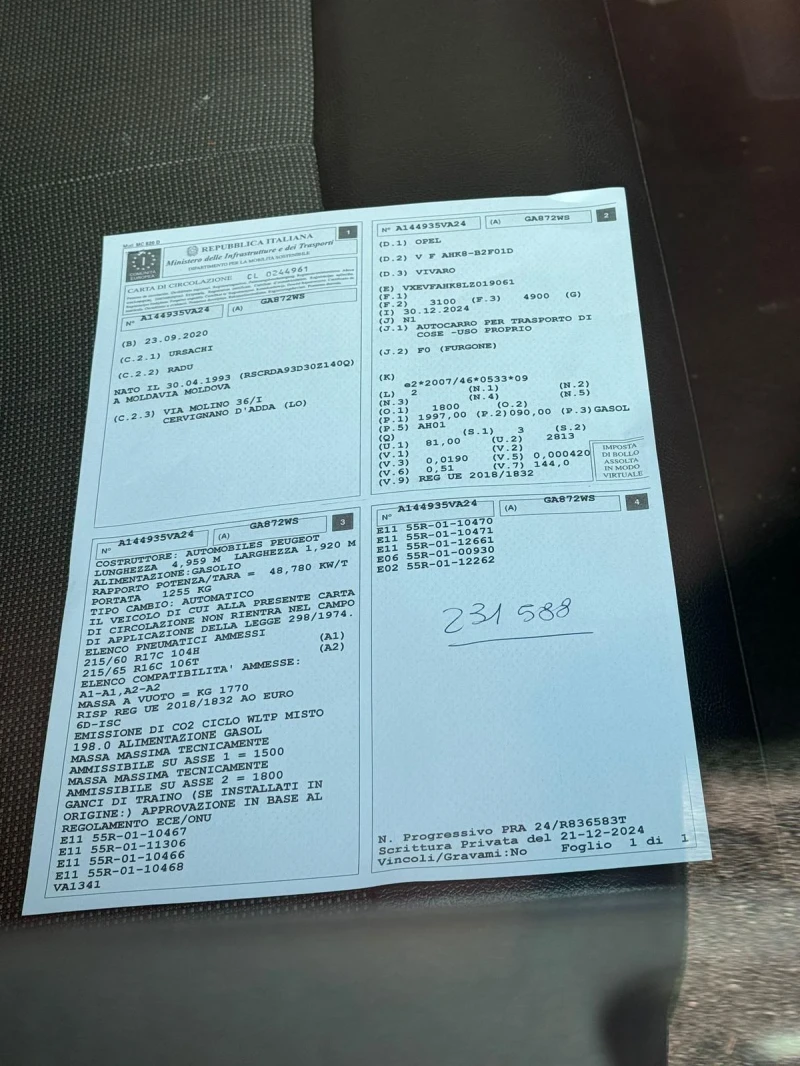 Mod. MC 820 D
1
REPUBBLICA ITALIANA
Ministero delle Infrastrutture e dei Trasporti
DIPARTIMENTO PER LA MOBILITÀ SOSTENIBILE
CARTA DI CIRCOLAZIONE CL 0244961
N° A144935VA24 (A) GA872WS
(B) 23.09.2020
(C.2.1) URSACHI
(C.2.2) RADU
NATO IL 30.04.1993 (RSCRDA93D30Z140Q)
A MOLDAVIA MOLDOVA
(C.2.3) VIA MOLINO 36/I
CERVIGNANO D'ADDA (LO)
N° A144935VA24 (A) GA872WS 2
(D.1) OPEL
(D.2) V F AHK8-B2F01D
(D.3) VIVARO
(E) VXEVFAHK8LZ019061
(F.1)
(F.2) 3100 (F.3) 4900 (G)
(I) 30.12.2024
(J) N1
(J.1) AUTOCARRO PER TRASPORTO DI
COSE -USO PROPRIO
(J.2) F0 (FURGONE)
(K)
e2*2007/46*0533*09
(L) 2 (N.1) (N.2)
(N.3) (N.4) (N.5)
(O.1) 1800 (O.2)
(P.1) 1997,00 (P.2)090,00 (P.3)GASOL
(P.5) AH01
(Q) (S.1) 3 (S.2)
(U.1) 81,00 (U.2) 2813
(V.1) (V.2)
(V.3) 0,0190 (V.5) 0,000420
(V.6) 0,51 (V.7) 144,0
(V.9) REG UE 2018/1832
IMPOSTA
DI BOLLO
ASSOLTA
IN MODO
VIRTUALE
N° A144935VA24 (A) GA872WS 3
COSTRUTTORE: AUTOMOBILES PEUGEOT
LUNGHEZZA 4,959 M LARGHEZZA 1,920 M
ALIMENTAZIONE:GASOLIO
RAPPORTO POTENZA/TARA = 48,780 KW/T
PORTATA 1255 KG
TIPO CAMBIO: AUTOMATICO
IL VEICOLO DI CUI ALLA PRESENTE CARTA
DI CIRCOLAZIONE NON RIENTRA NEL CAMPO
DI APPLICAZIONE DELLA LEGGE 298/1974.
ELENCO PNEUMATICI AMMESSI
215/60 R17C 104H (A1)
215/65 R16C 106T (A2)
ELENCO COMPATIBILITA' AMMESSE:
A1-A1,A2-A2
MASSA A VUOTO = KG 1770
RISP REG UE 2018/1832 AO EURO
6D-ISC
EMISSIONE DI CO2 CICLO WLTP MISTO
198.0 ALIMENTAZIONE GASOL
MASSA MASSIMA TECNICAMENTE
AMMISSIBILE SU ASSE 1 = 1500
MASSA MASSIMA TECNICAMENTE
AMMISSIBILE SU ASSE 2 = 1800
GANCI DI TRAINO (SE INSTALLATI IN
ORIGINE:) APPROVAZIONE IN BASE AL
REGOLAMENTO ECE/ONU
E11 55R-01-10467
E11 55R-01-11306
E11 55R-01-10466
E11 55R-01-10468
VA1341
N° A144935VA24 (A) GA872WS 4
E11 55R-01-10470
E11 55R-01-10471
E11 55R-01-12661
E06 55R-01-00930
E02 55R-01-12262
231 588
N. Progressivo PRA 24/R836583T
Scrittura Privata del 21-12-2024
Vincoli/Gravami:No Foglio 1 di 1